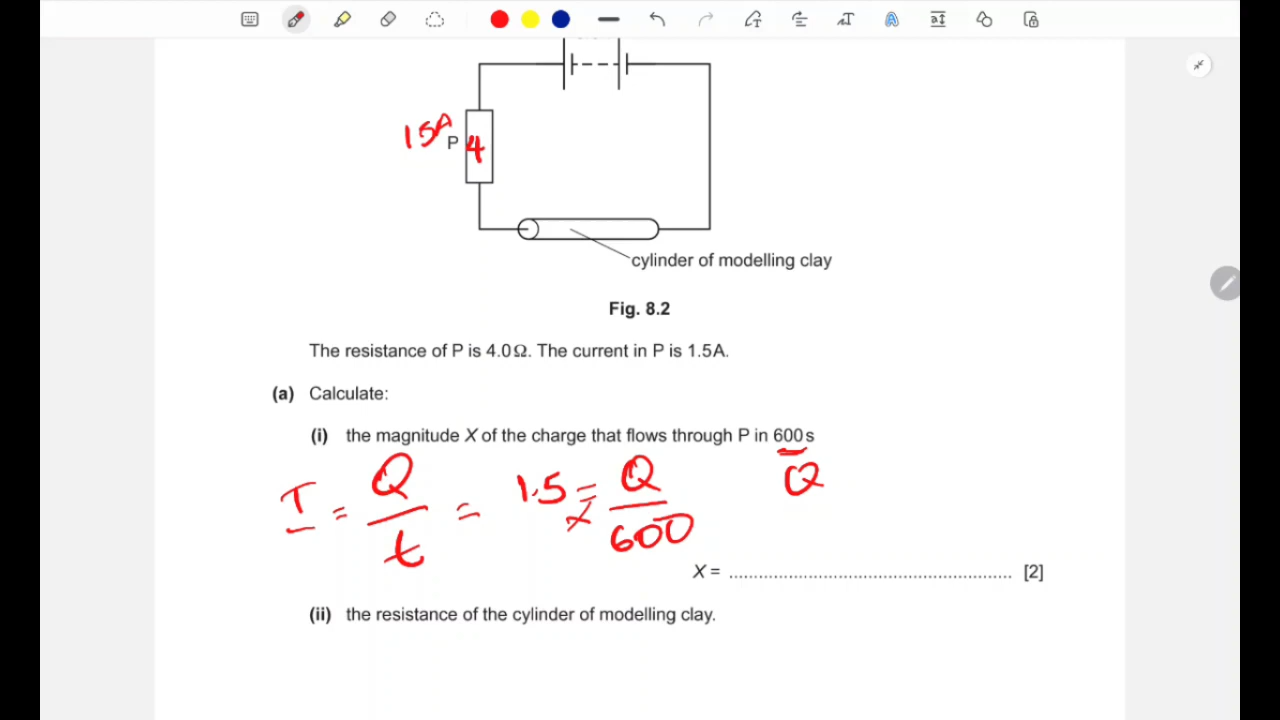 15A
P 4
cylinder of modelling clay
Fig. 8.2
The resistance of P is 4.0 Ω. The current in P is 1.5 A.
(a) Calculate:
(i) the magnitude X of the charge that flows through P in 600 s
I = Q / t = 1.5 = Q / 600 Q
X = ................................................ [2]
(ii) the resistance of the cylinder of modelling clay.